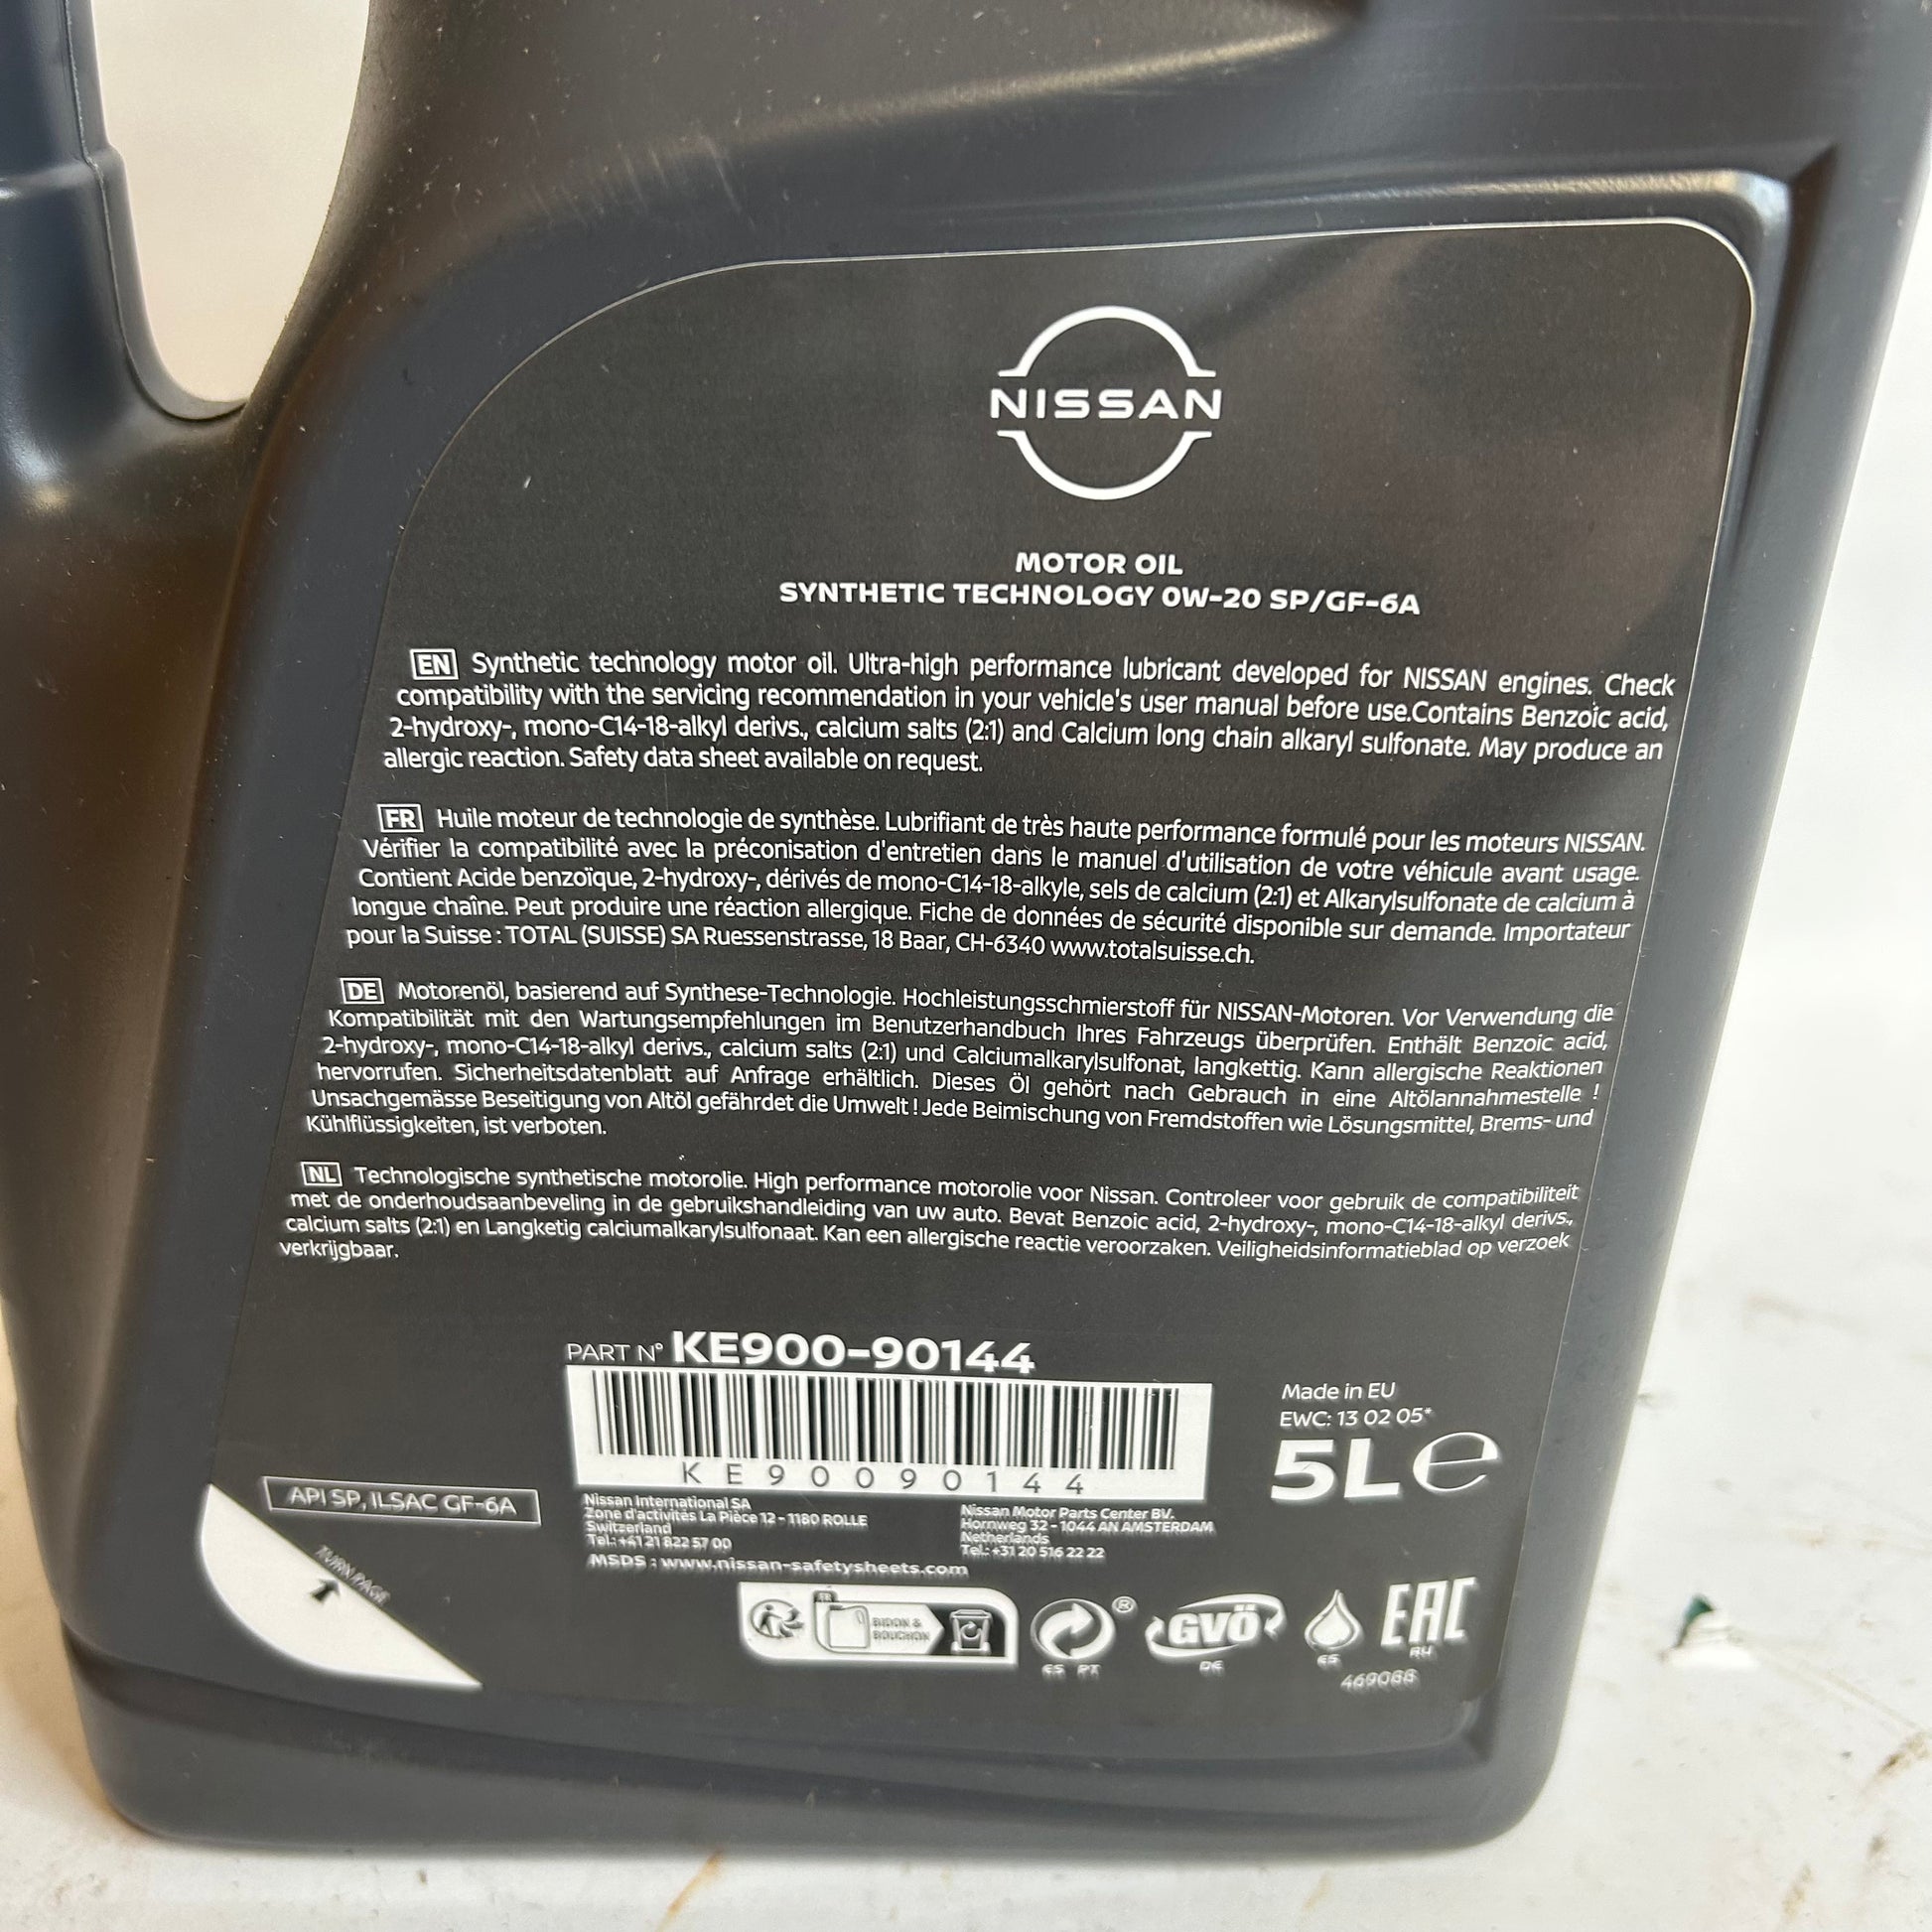 NISSAN
MOTOR OIL
SYNTHETIC TECHNOLOGY 0W-20 SP/GF-6A
EN Synthetic technology motor oil. Ultra-high performance lubricant developed for NISSAN engines. Check
compatibility with the servicing recommendation in your vehicle's user manual before use.Contains Benzoic acid,
2-hydroxy-, mono-C14-18-alkyl derivs., calcium salts (2:1) and Calcium long chain alkaryl sulfonate. May produce an
allergic reaction. Safety data sheet available on request.
FR Huile moteur de technologie de synthèse. Lubrifiant de très haute performance formulé pour les moteurs NISSAN.
Vérifier la compatibilité avec la préconisation d'entretien dans le manuel d'utilisation de votre véhicule avant usage.
Contient Acide benzoïque, 2-hydroxy-, dérivés de mono-C14-18-alkyle, sels de calcium (2:1) et Alkarylsulfonate de calcium à
longue chaîne. Peut produire une réaction allergique. Fiche de données de sécurité disponible sur demande. Importateur
pour la Suisse : TOTAL (SUISSE) SA Ruessenstrasse, 18 Baar, CH-6340 www.totalsuisse.ch.
DE Motorenöl, basierend auf Synthese-Technologie. Hochleistungsschmierstoff für NISSAN-Motoren. Vor Verwendung die
Kompatibilität mit den Wartungsempfehlungen im Benutzerhandbuch Ihres Fahrzeugs überprüfen. Enthält Benzoic acid,
2-hydroxy-, mono-C14-18-alkyl derivs., calcium salts (2:1) und Calciumalkarylsulfonat, langkettig. Kann allergische Reaktionen
hervorrufen. Sicherheitsdatenblatt auf Anfrage erhältlich. Dieses Öl gehört nach Gebrauch in eine Altölannahmestelle !
Unsachgemässe Beseitigung von Altöl gefährdet die Umwelt ! Jede Beimischung von Fremdstoffen wie Lösungsmittel, Brems- und
Kühlflüssigkeiten, ist verboten.
NL Technologische synthetische motorolie. High performance motorolie voor Nissan. Controleer voor gebruik de compatibiliteit
met de onderhoudsaanbeveling in de gebruikshandleiding van uw auto. Bevat Benzoic acid, 2-hydroxy-, mono-C14-18-alkyl derivs.,
calcium salts (2:1) en Langketig calciumalkarylsulfonaat. Kan een allergische reactie veroorzaken. Veiligheidsinformatieblad op verzoek
verkrijgbaar.
PART N° KE900-90144
KE90090144
Made in EU
EWC: 13 02 05*
5L e
API SP, ILSAC GF-6A
TURN PAGE
Nissan International SA
Zone d'activités La Pièce 12 - 1180 ROLLE
Switzerland
Tel.: +41 21 822 57 00
MSDS : www.nissan-safetysheets.com
Nissan Motor Parts Center BV.
Hornweg 32 - 1044 AN AMSTERDAM
Netherlands
Tel.: +31 20 516 22 22
BIDON &
BOUCHON
®
ES PT
GVÖ
DE
ES
EAC
RU
469088